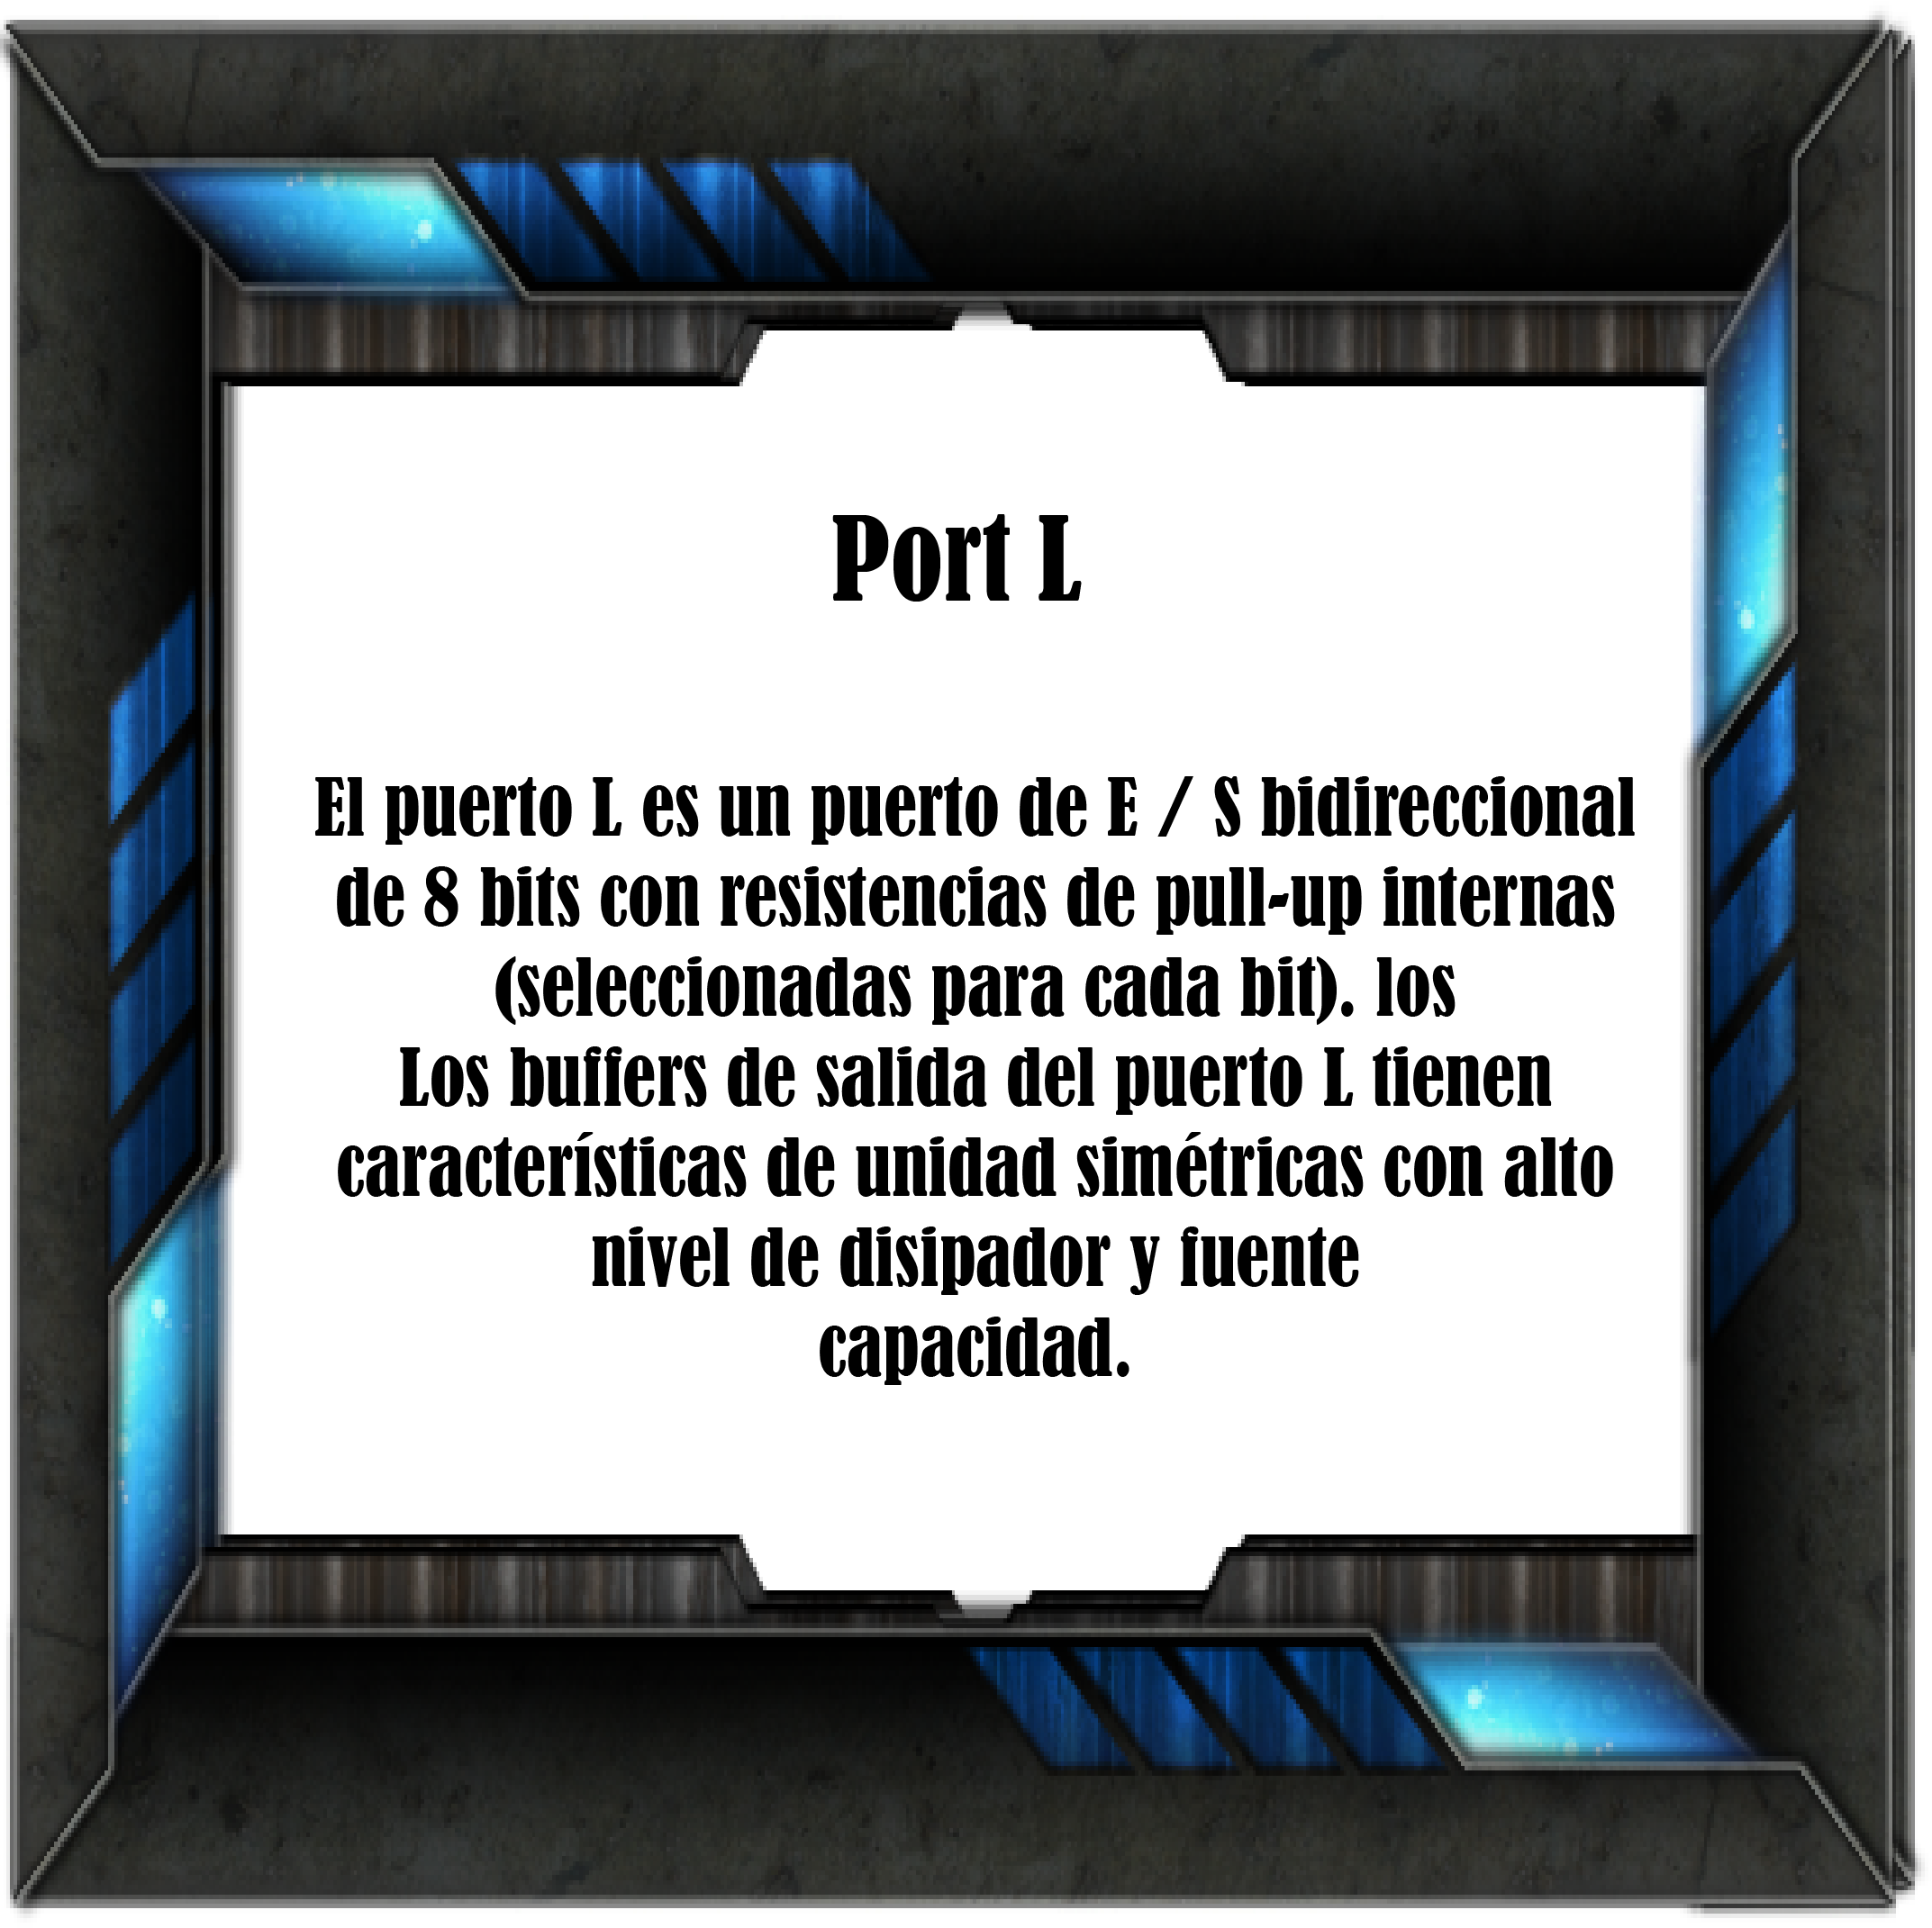 Port L
El puerto L es un puerto de E / S bidireccional
de 8 bits con resistencias de pull-up internas
(seleccionadas para cada bit). los
Los buffers de salida del puerto L tienen
características de unidad simétricas con alto
nivel de disipador y fuente
capacidad.